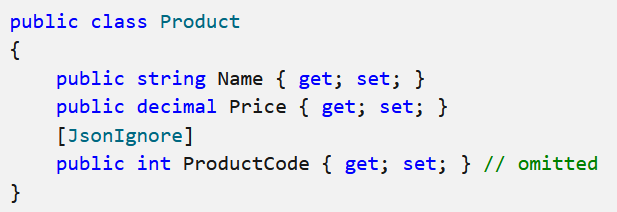 public class Product
{
    public string Name { get; set; }
    public decimal Price { get; set; }
    [JsonIgnore]
    public int ProductCode { get; set; } // omitted
}